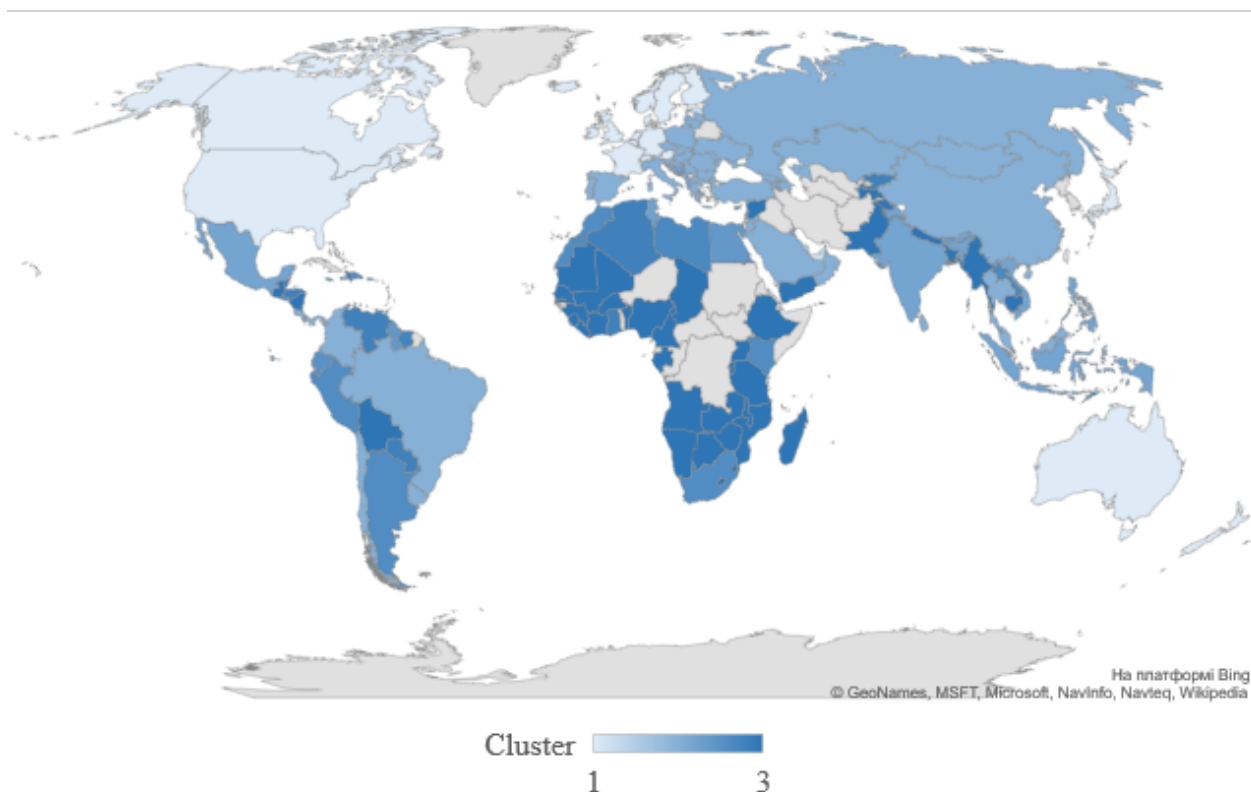 На платформі Bing
© GeoNames, MSFT, Microsoft, NavInfo, Navteq, Wikipedia
Cluster
1 3